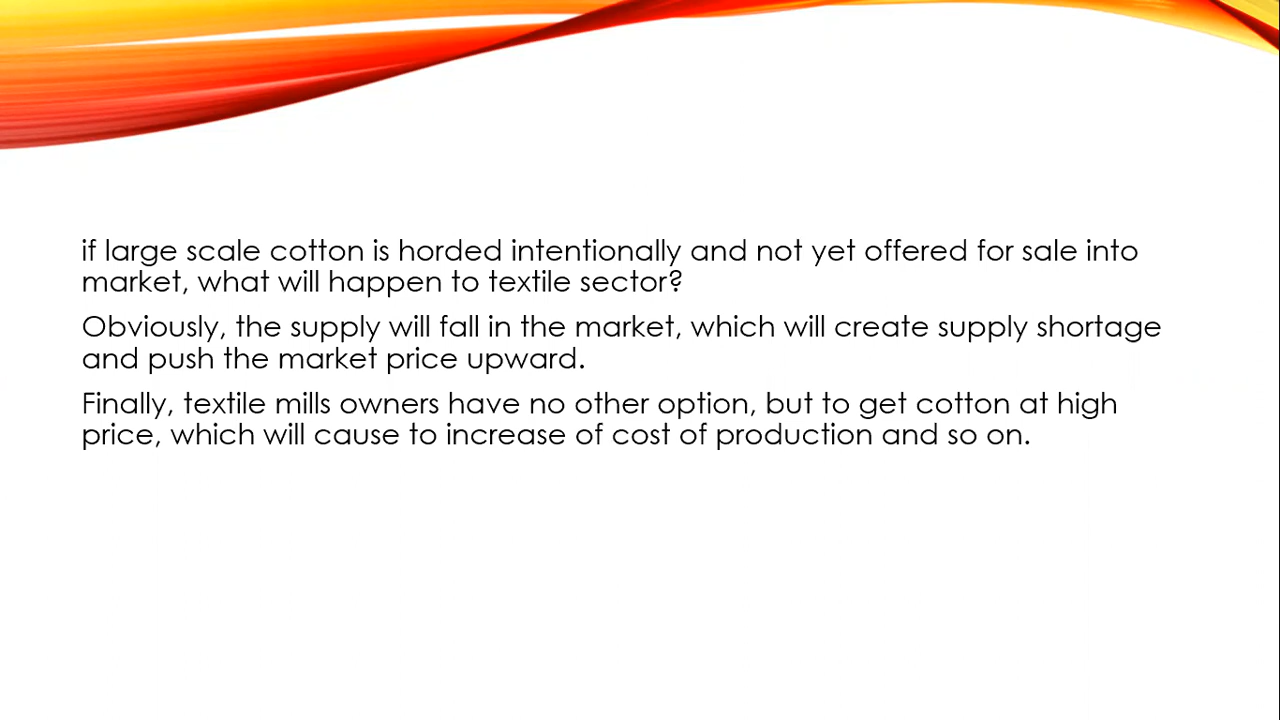 if large scale cotton is horded intentionally and not yet offered for sale into
market, what will happen to textile sector?
Obviously, the supply will fall in the market, which will create supply shortage
and push the market price upward.
Finally, textile mills owners have no other option, but to get cotton at high
price, which will cause to increase of cost of production and so on.